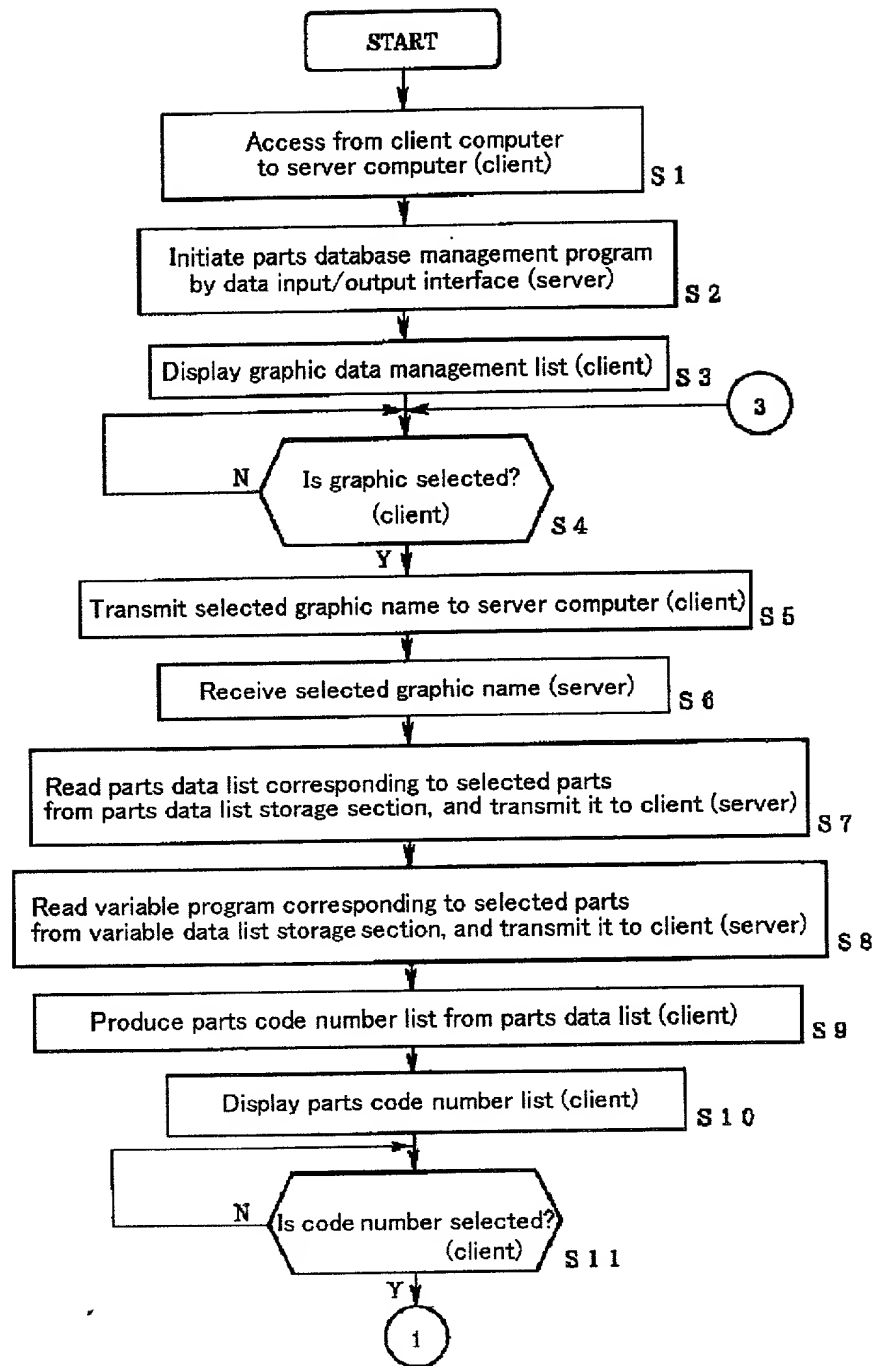 START
Access from client computer
to server computer (client)
S 1
Initiate parts database management program
by data input/output interface (server)
S 2
Display graphic data management list (client)
S 3
3
N
Is graphic selected?
(client)
S 4
Y
Transmit selected graphic name to server computer (client)
S 5
Receive selected graphic name (server)
S 6
Read parts data list corresponding to selected parts
from parts data list storage section, and transmit it to client (server)
S 7
Read variable program corresponding to selected parts
from variable data list storage section, and transmit it to client (server)
S 8
Produce parts code number list from parts data list (client)
S 9
Display parts code number list (client)
S 1 0
N
Is code number selected?
(client)
S 1 1
Y
1